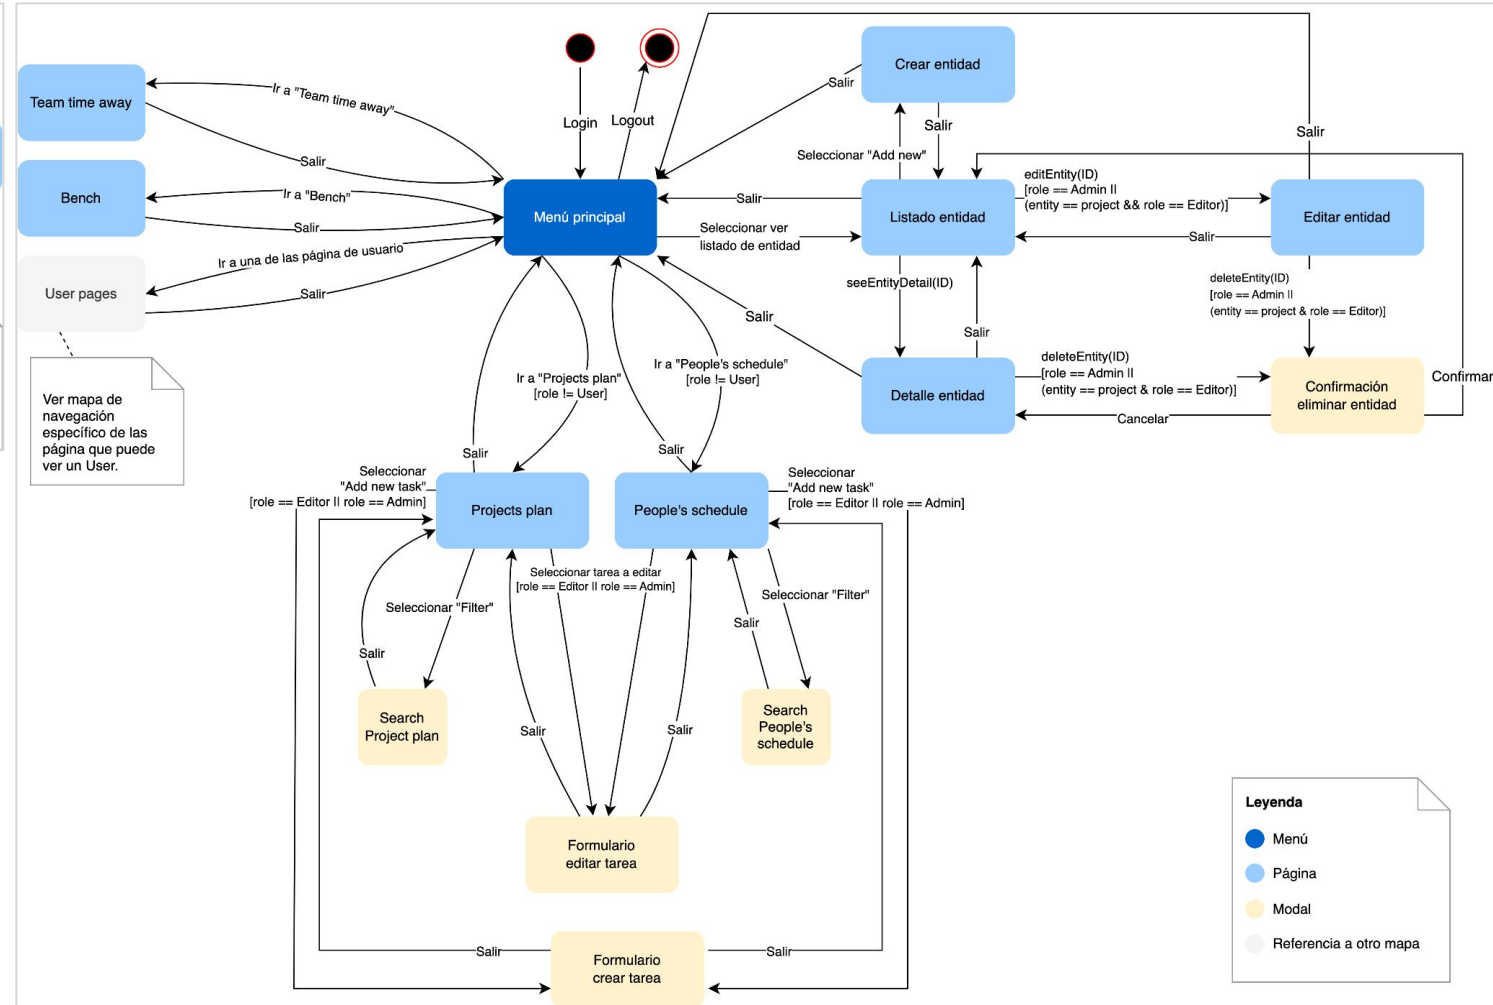 Crear entidad
Team time away
Ir a "Team time away"
Salir
Login
Logout
Salir
Salir
Salir
Seleccionar "Add new"
Salir
Bench
Ir a "Bench"
Salir
Menú principal
Salir
Listado entidad
editEntity(ID)
[role == Admin ||
(entity == project && role == Editor)]
Editar entidad
Seleccionar ver
listado de entidad
Salir
Ir a una de las página de usuario
User pages
Salir
seeEntityDetail(ID)
deleteEntity(ID)
[role == Admin ||
(entity == project & role == Editor)]
Salir
Salir
Ver mapa de
navegación
específico de las
página que puede
ver un User.
Ir a "Projects plan"
[role != User]
Ir a "People's schedule"
[role != User]
Detalle entidad
deleteEntity(ID)
[role == Admin ||
(entity == project & role == Editor)]
Confirmación
eliminar entidad
Confirmar
Cancelar
Salir
Salir
Seleccionar
"Add new task"
[role == Editor || role == Admin]
Projects plan
People's schedule
Seleccionar
"Add new task"
[role == Editor || role == Admin]
Seleccionar tarea a editar
[role == Editor || role == Admin]
Seleccionar "Filter"
Seleccionar "Filter"
Salir
Salir
Search
Project plan
Salir
Salir
Search
People's
schedule
Formulario
editar tarea
Salir
Formulario
crear tarea
Salir
Leyenda
Menú
Página
Modal
Referencia a otro mapa